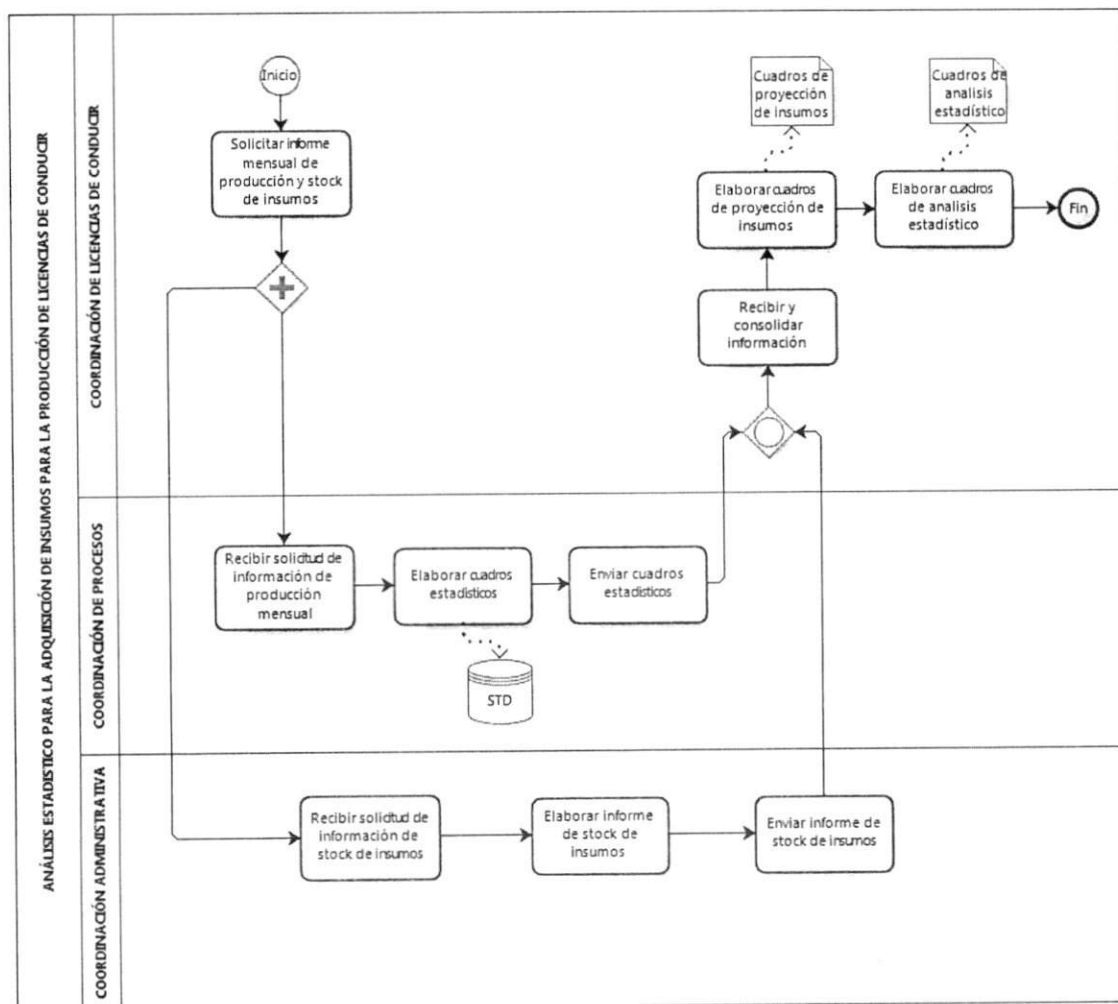 ANÁLISIS ESTADISTICO PARA LA ADQUISICIÓN DE INSUMOS PARA LA PRODUCCIÓN DE LICENCIAS DE CONDUCIR
COORDINACIÓN DE LICENCIAS DE CONDUCIR
Inicio
Solicitar informe
mensual de
producción y stock
de insumos
Cuadros de
proyección
de insumos
Cuadros de
analisis
estadístico
Elaborar cuadros
de proyección de
insumos
Elaborar cuadros
de analisis
estadístico
Fin
Recibir y
consolidar
información
COORDINACIÓN DE PROCESOS
Recibir solicitud de
información de
producción
mensual
Elaborar cuadros
estadísticos
Enviar cuadros
estadísticos
STD
COORDINACIÓN ADMINISTRATIVA
Recibir solicitud de
información de
stock de insumos
Elaborar informe
de stock de
insumos
Enviar informe de
stock de insumos